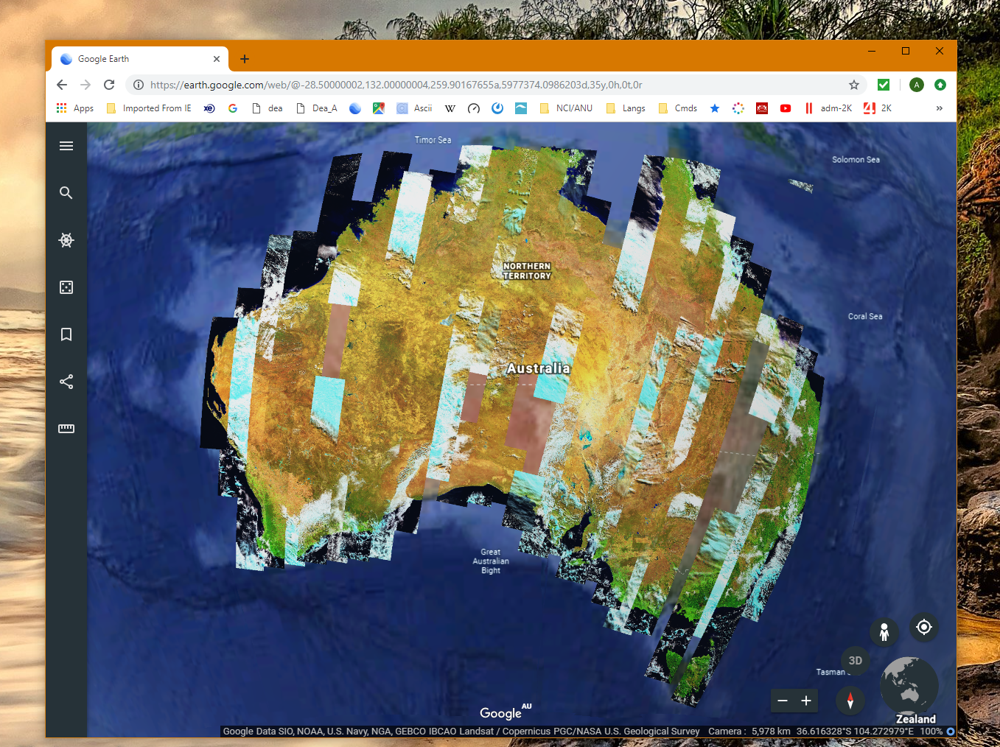 Google Earth
https://earth.google.com/web/@-28.50000002,132.00000004,259.90167655a,5977374.0986203d,35y,0h,0t,0r
A
Apps
Imported From IE
xe
G
dea
Dea_A
Ascii
W
NCI/ANU
Langs
Cmds
adm-2K
2K
»
Timor Sea
Solomon Sea
NORTHERN
TERRITORY
Coral Sea
Australia
Great
Australian
Bight
3D
Tasman
Google AU
Zealand
Google Data SIO, NOAA, U.S. Navy, NGA, GEBCO IBCAO Landsat / Copernicus PGC/NASA U.S. Geological Survey Camera : 5,978 km 36.616328°S 104.272979°E 100%